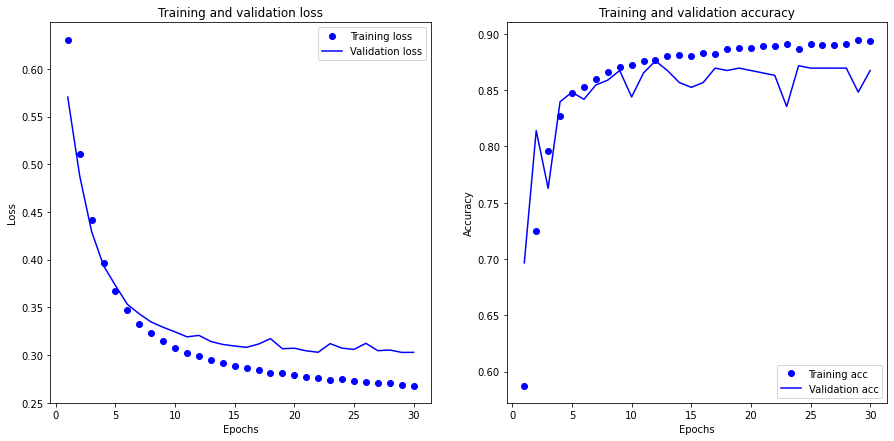 Training and validation loss
Training loss
Validation loss
0.60
0.55
0.50
0.45
0.40
0.35
0.30
0.25
Loss
0
5
10
15
20
25
30
Epochs
Training and validation accuracy
0.90
0.85
0.80
0.75
0.70
0.65
0.60
Accuracy
Training acc
Validation acc
0
5
10
15
20
25
30
Epochs